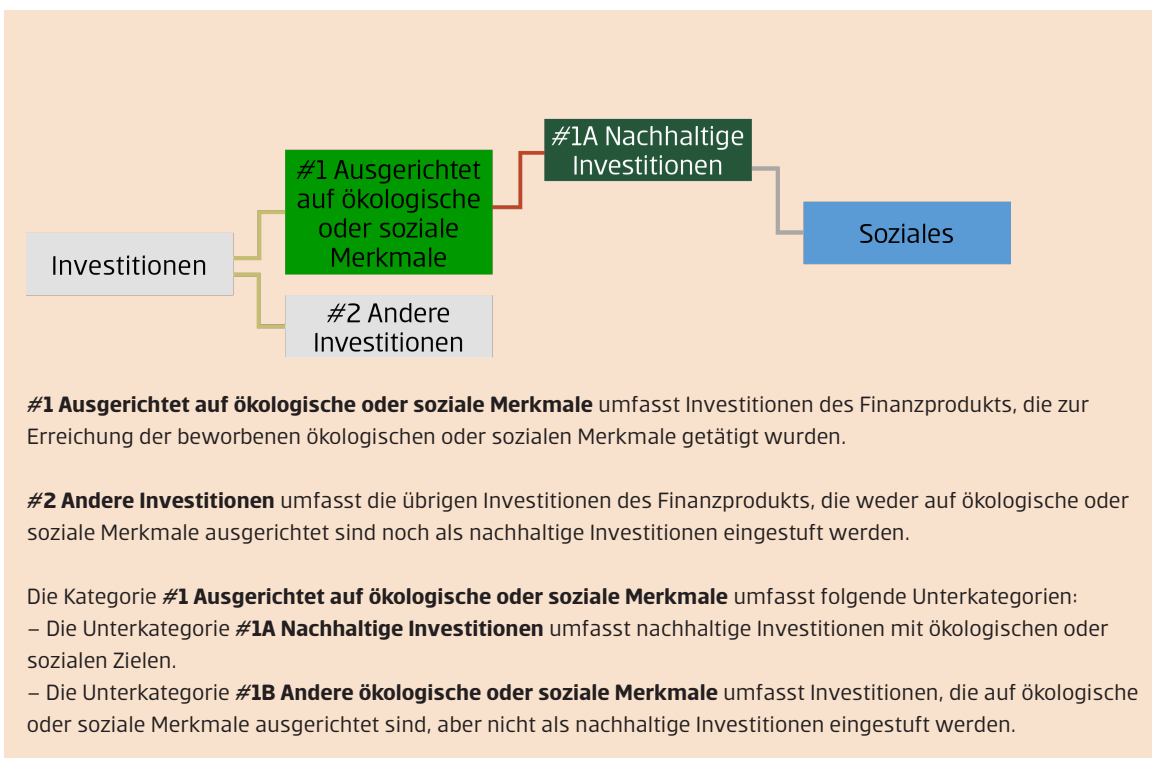 #1A Nachhaltige
Investitionen
#1 Ausgerichtet
auf ökologische
oder soziale
Merkmale
Soziales
Investitionen
#2 Andere
Investitionen
#1 Ausgerichtet auf ökologische oder soziale Merkmale umfasst Investitionen des Finanzprodukts, die zur
Erreichung der beworbenen ökologischen oder sozialen Merkmale getätigt wurden.
#2 Andere Investitionen umfasst die übrigen Investitionen des Finanzprodukts, die weder auf ökologische oder
soziale Merkmale ausgerichtet sind noch als nachhaltige Investitionen eingestuft werden.
Die Kategorie #1 Ausgerichtet auf ökologische oder soziale Merkmale umfasst folgende Unterkategorien:
– Die Unterkategorie #1A Nachhaltige Investitionen umfasst nachhaltige Investitionen mit ökologischen oder
sozialen Zielen.
– Die Unterkategorie #1B Andere ökologische oder soziale Merkmale umfasst Investitionen, die auf ökologische
oder soziale Merkmale ausgerichtet sind, aber nicht als nachhaltige Investitionen eingestuft werden.